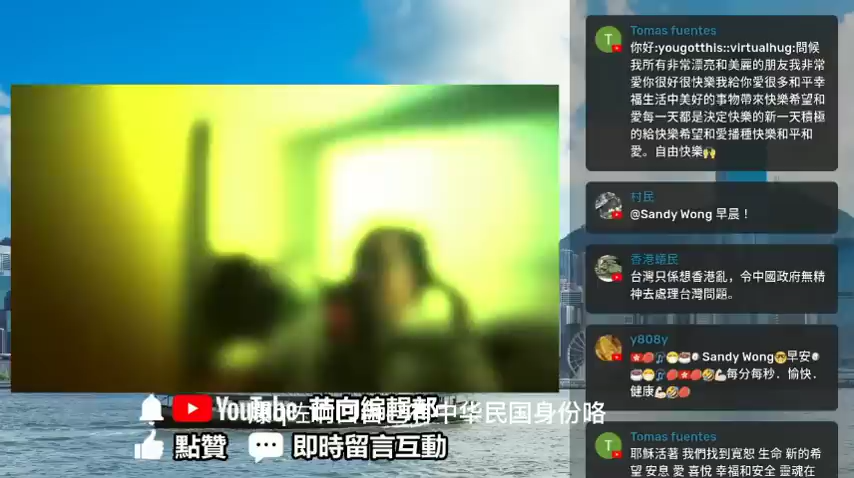 Tomas fuentes
你好:yougotthis::virtualhug:問候
我所有非常漂亮和美麗的朋友我非常
愛你很好很快樂我給你愛很多和平幸
福生活中美好的事物帶來快樂希望和
愛每一天都是決定快樂的新一天積極
的給快樂希望和愛播種快樂和平和
愛。自由快樂🙌
村民
@Sandy Wong 早晨！
香港蟻民
台灣只係想香港亂，令中國政府無精
神去處理台灣問題。
y808y
Sandy Wong 早安
每分每秒．愉快．
健康
YouTube 中华民国身份咯
點贊 即時留言互動
Tomas fuentes
耶穌活著 我們找到寬恕 生命 新的希
望 安息 愛 喜悅 幸福和安全 靈魂在